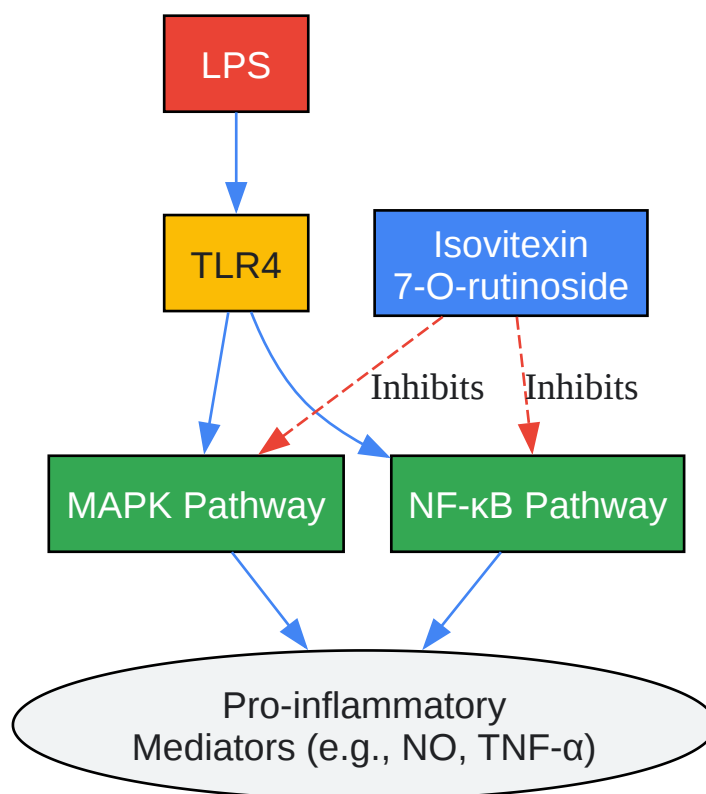 LPS
TLR4
Isovitexin
7-O-rutinoside
Inhibits
Inhibits
MAPK Pathway
NF-κB Pathway
Pro-inflammatory
Mediators (e.g., NO, TNF-α)